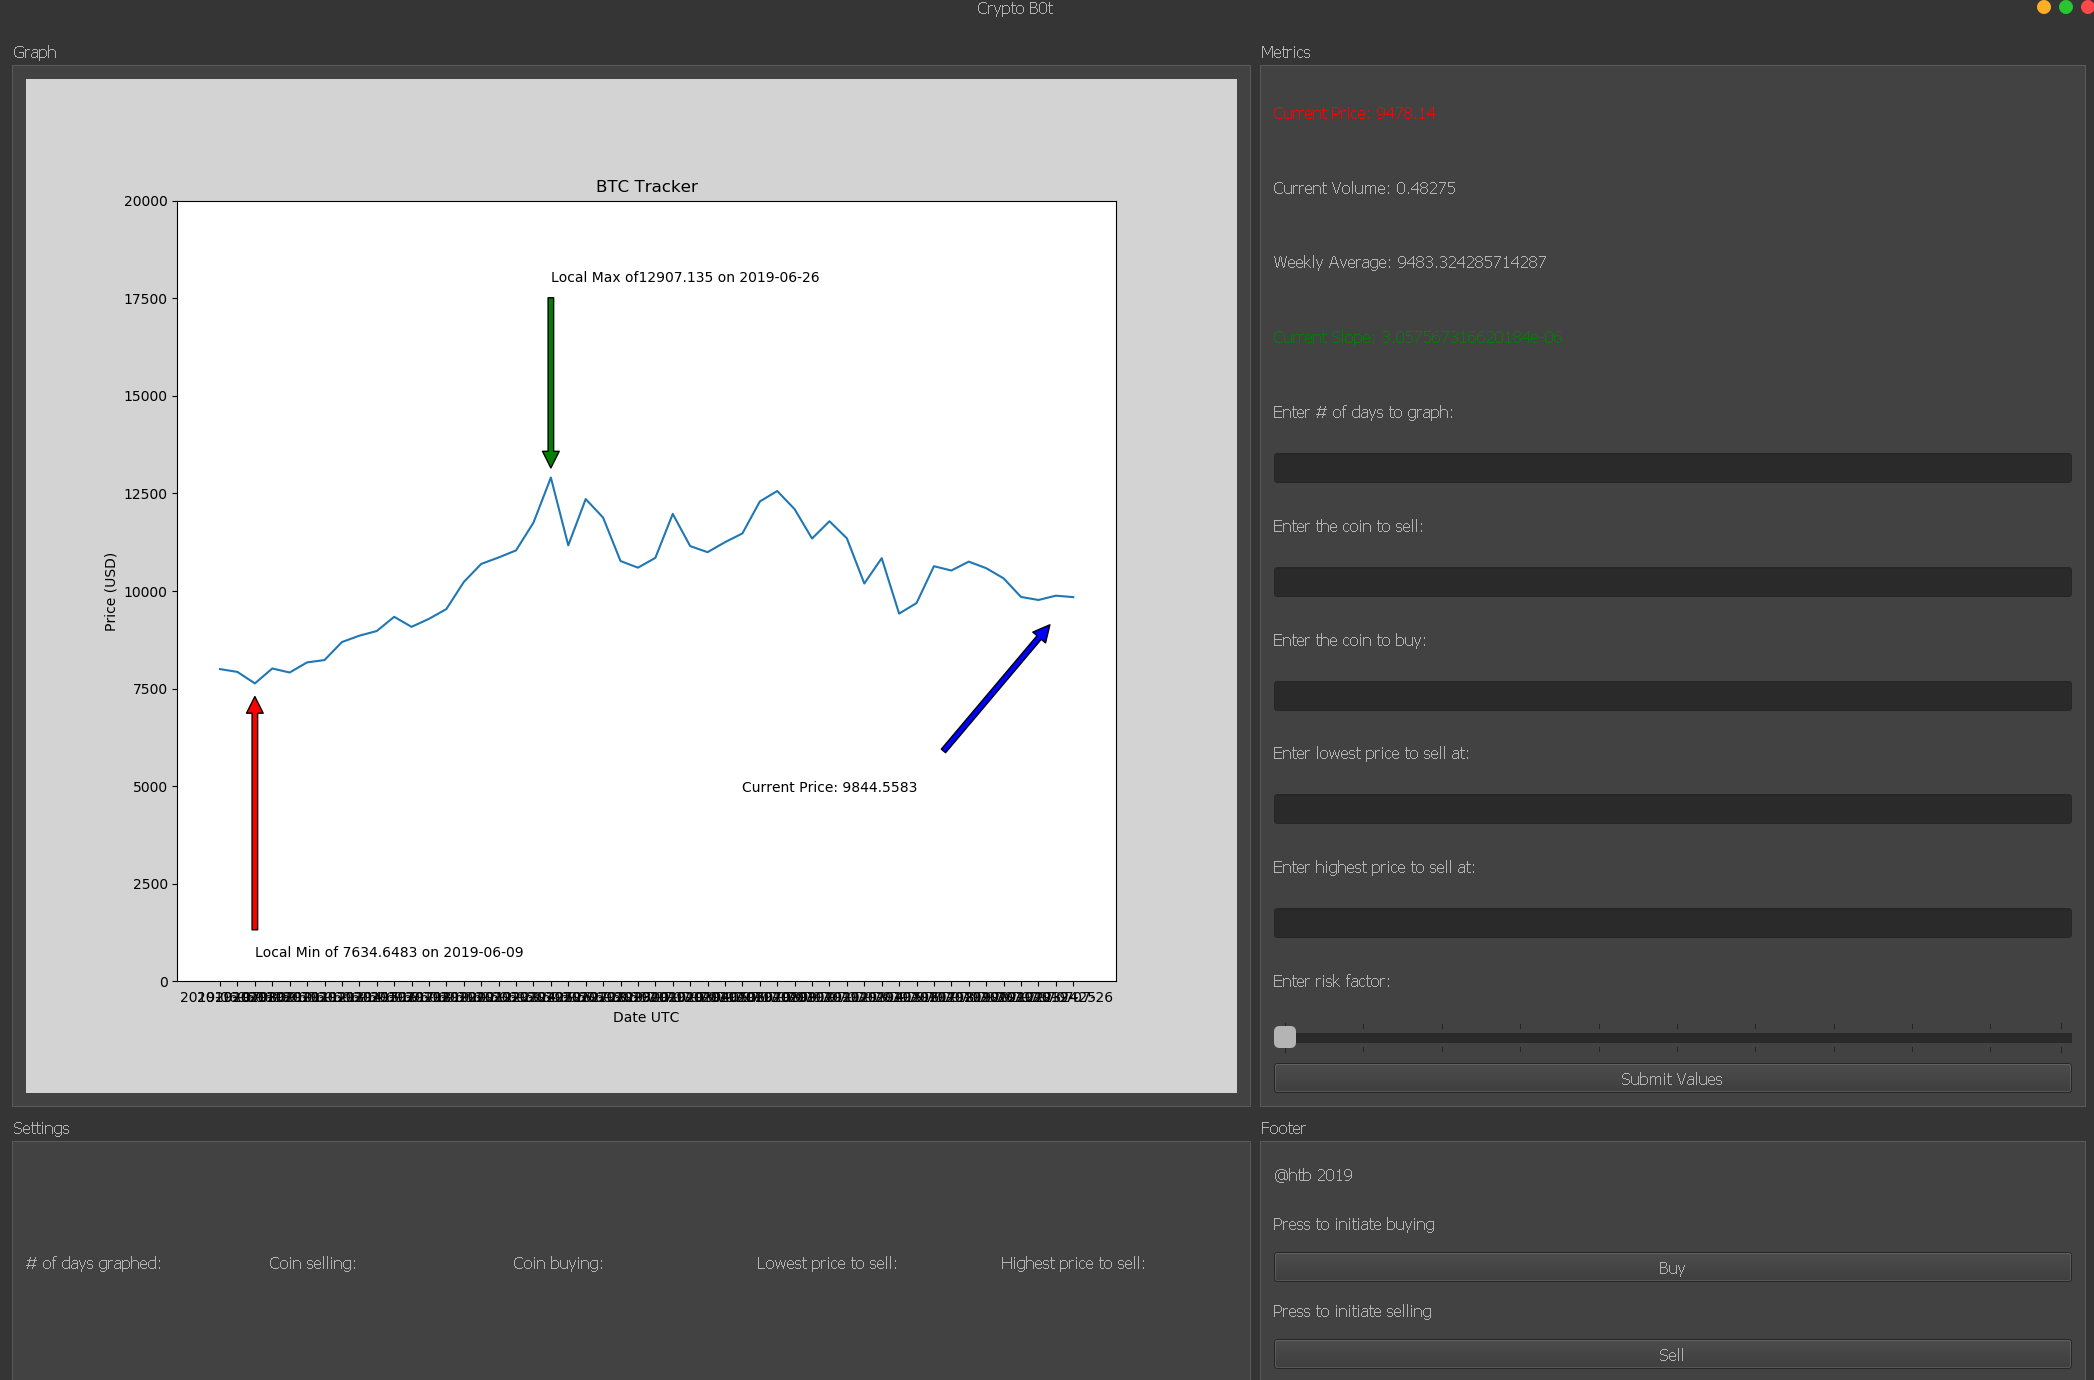 Crypto B0t
Graph
BTC Tracker
20000
17500
15000
12500
10000
7500
5000
2500
0
Price (USD)
Local Max of12907.135 on 2019-06-26
Current Price: 9844.5583
Local Min of 7634.6483 on 2019-06-09
Date UTC
Metrics
Current Price: 9478.14
Current Volume: 0.48275
Weekly Average: 9483.324285714287
Current Slope:
Enter # of days to graph:
Enter the coin to sell:
Enter the coin to buy:
Enter lowest price to sell at:
Enter highest price to sell at:
Enter risk factor:
Submit Values
Settings
# of days graphed:
Coin selling:
Coin buying:
Lowest price to sell:
Highest price to sell:
Footer
@htb 2019
Press to initiate buying
Buy
Press to initiate selling
Sell